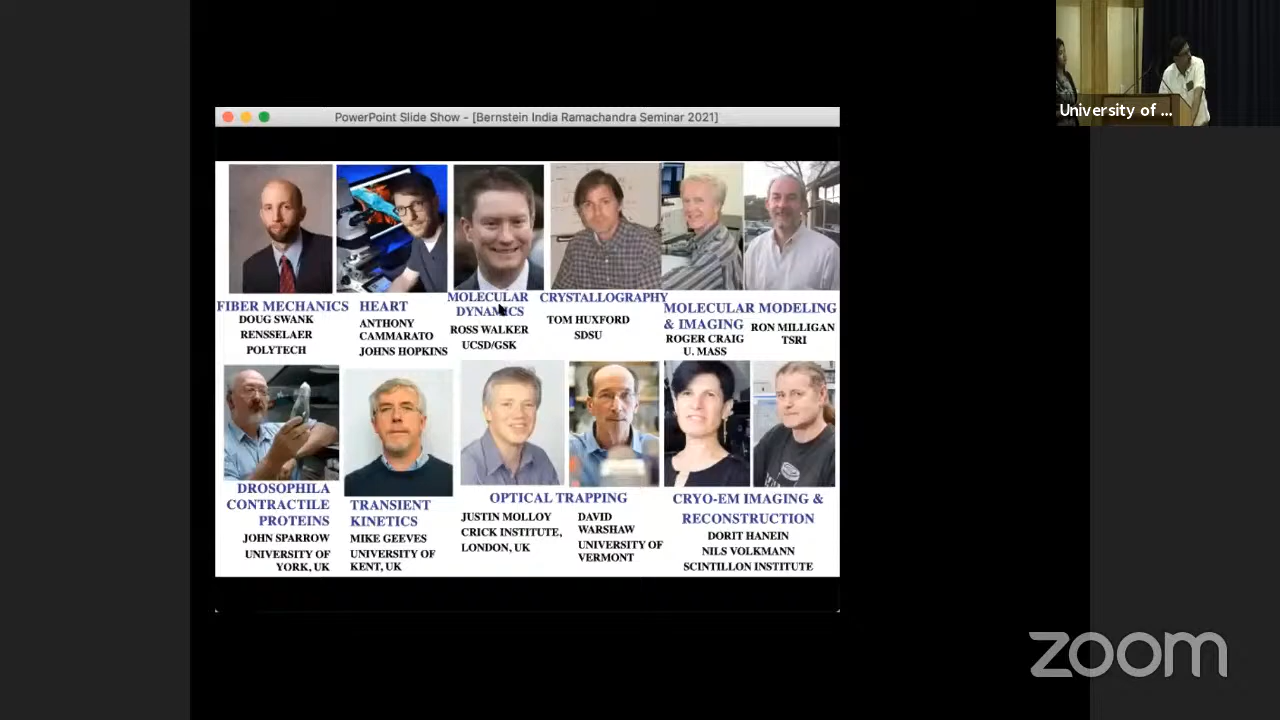 University of ...
PowerPoint Slide Show - [Bernstein India Ramachandra Seminar 2021]
FIBER MECHANICS
DOUG SWANK
RENSSELAER
POLYTECH
HEART
ANTHONY
CAMMARATO
JOHNS HOPKINS
MOLECULAR
DYNAMICS
ROSS WALKER
UCSD/GSK
CRYSTALLOGRAPHY
TOM HUXFORD
SDSU
MOLECULAR MODELING
& IMAGING
ROGER CRAIG
U. MASS
RON MILLIGAN
TSRI
DROSOPHILA
CONTRACTILE
PROTEINS
JOHN SPARROW
UNIVERSITY OF
YORK, UK
TRANSIENT
KINETICS
MIKE GEEVES
UNIVERSITY OF
KENT, UK
OPTICAL TRAPPING
JUSTIN MOLLOY
CRICK INSTITUTE,
LONDON, UK
DAVID
WARSHAW
UNIVERSITY OF
VERMONT
CRYO-EM IMAGING &
RECONSTRUCTION
DORIT HANEIN
NILS VOLKMANN
SCINTILLON INSTITUTE
zoom